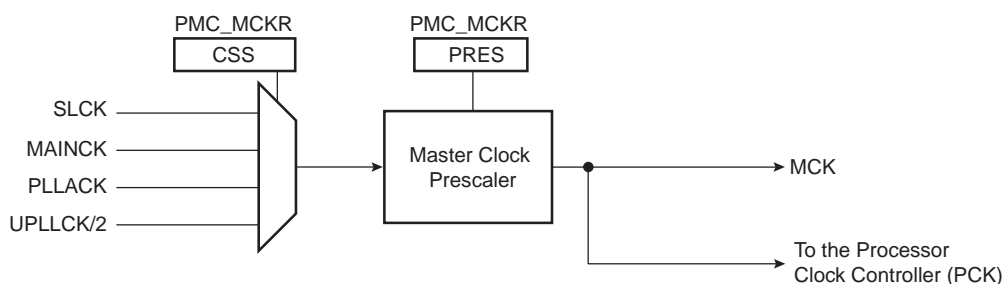 PMC_MCKR
CSS
PMC_MCKR
PRES
SLCK
MAINCK
PLLACK
UPLLCK/2
Master Clock
Prescaler
MCK
To the Processor
Clock Controller (PCK)